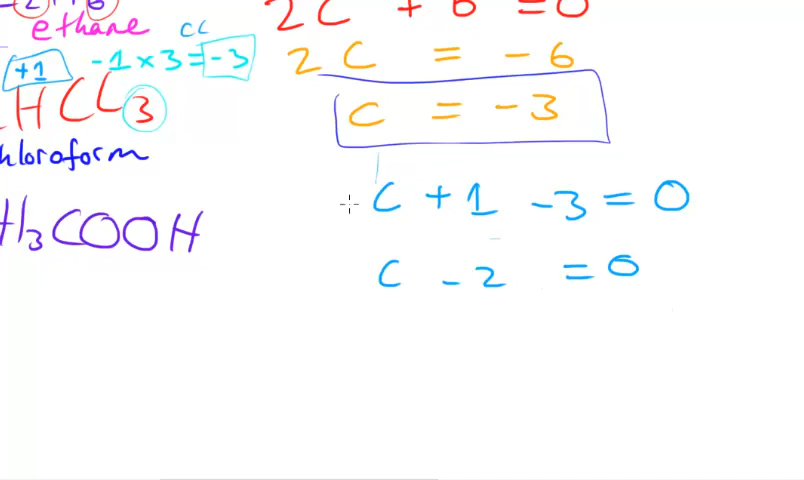 2C + 6 = 0
ethane CC
2C = -6
+1 -1×3=-3
HCL3
C = -3
hloroform
C +1 -3 = 0
H3COOH
C -2 = 0